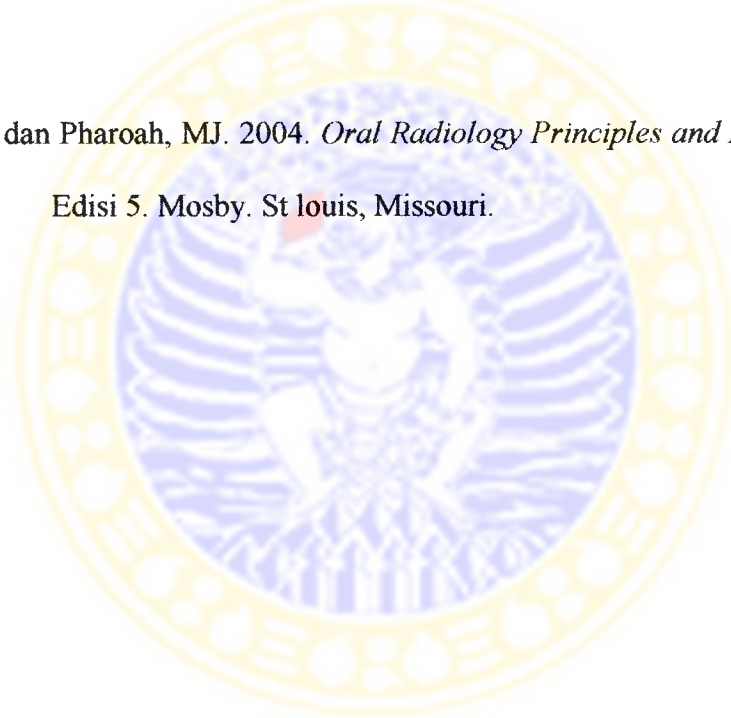 dan Pharoah, MJ. 2004. Oral Radiology Principles and
Edisi 5. Mosby. St louis, Missouri.